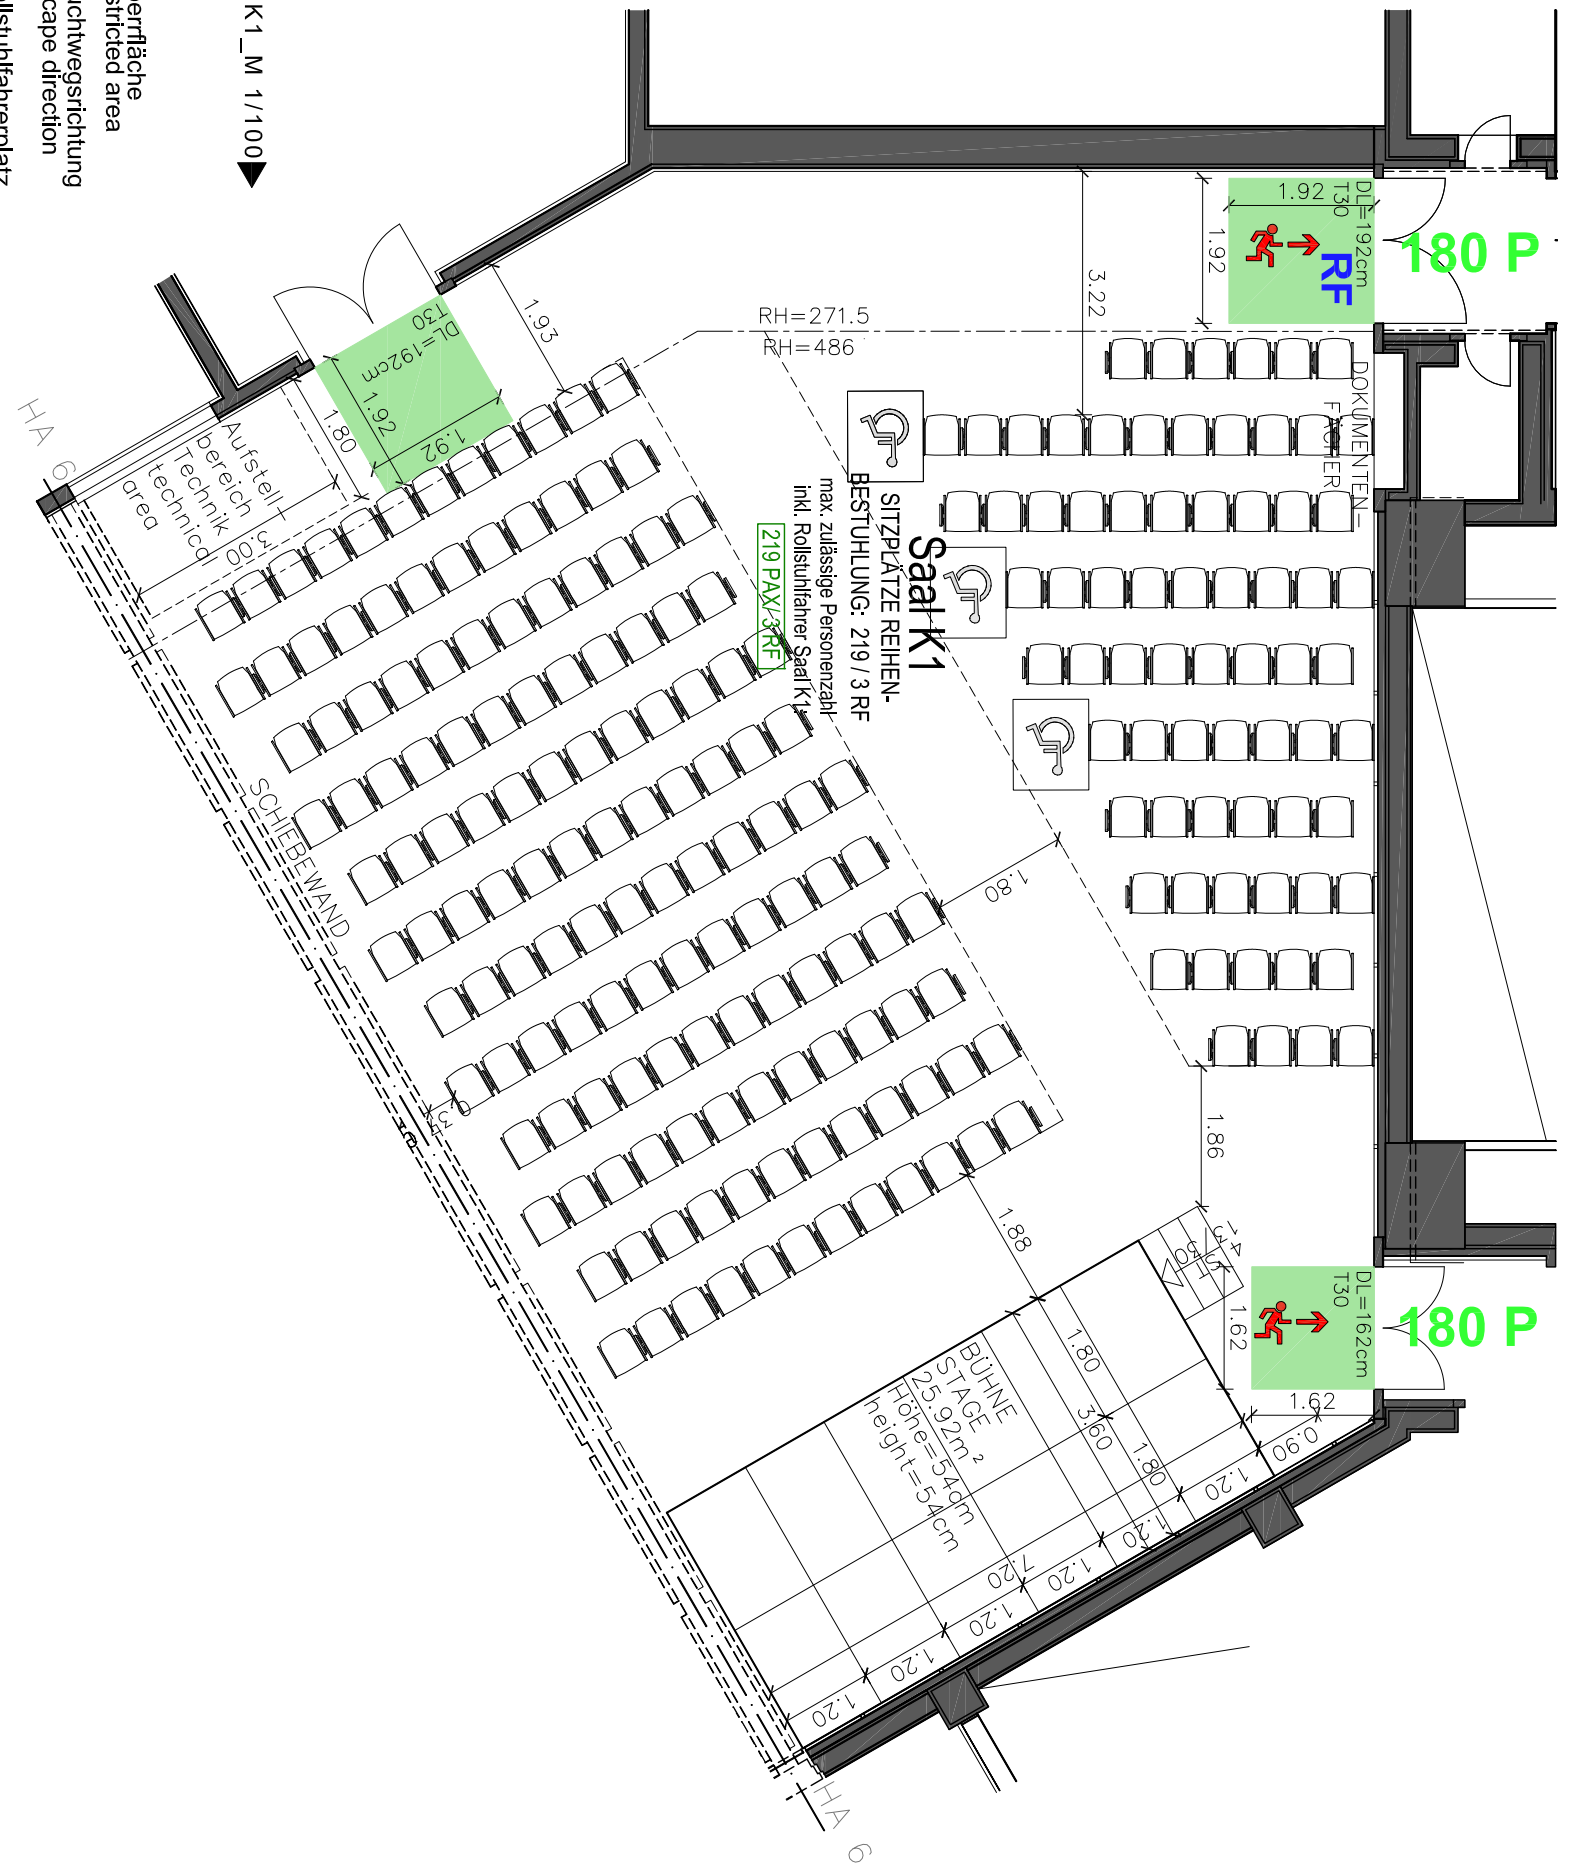 K1_M 1/100
perrfläche
stricted area
uchtwegsrichtung
cape direction
ollstuhlfahrerplatz
180 P
DL=192cm
T30
1.92
1.92
RF
3.22
RH=271.5
RH=486
1.93
DL=192cm
T30
1.92
1.92
1.80
Aufstell-
bereich
Technik
technical
area
3.00
HA 6
DOKUMENTEN-
FÄCHER
Saal K1
SITZPLÄTZE REIHEN-
BESTUHLUNG: 219 / 3 RF
max. zulässige Personenzahl
inkl. Rollstuhlfahrer Saal K1:
219 PAX/ 3 RF
SCHIEBEWAND
1.80
1.86
1.88
180 P
DL=162cm
T30
1.62
1.62
BÜHNE
STAGE
25.92m²
Höhe=54cm
height=54cm
1.80
3.60
1.80
0.90
1.20
1.20
7.20
1.20
1.20
1.20
1.20
HA 6